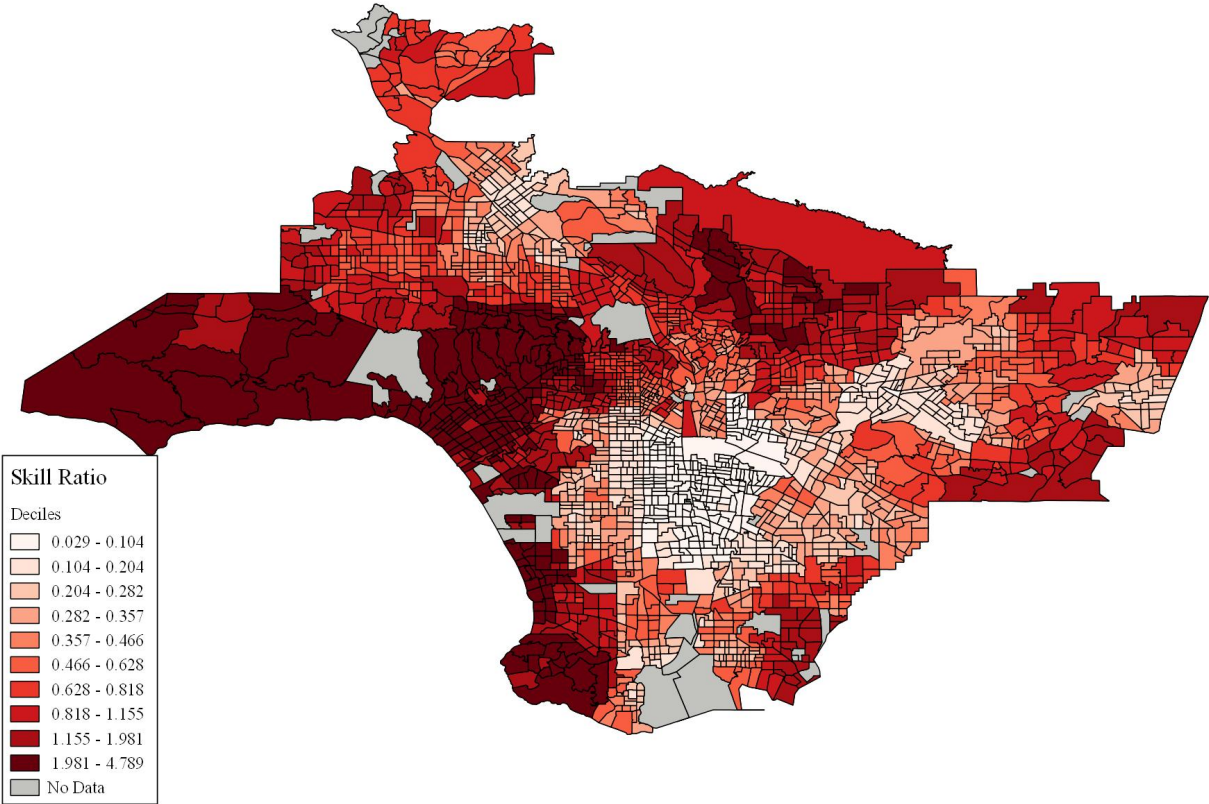 Skill Ratio
Deciles
0.029 - 0.104
0.104 - 0.204
0.204 - 0.282
0.282 - 0.357
0.357 - 0.466
0.466 - 0.628
0.628 - 0.818
0.818 - 1.155
1.155 - 1.981
1.981 - 4.789
No Data